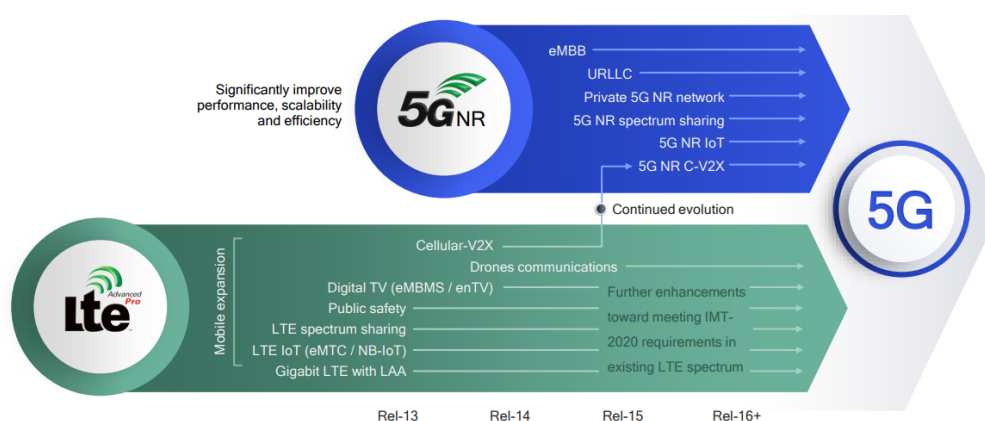 Significantly improve
performance, scalability
and efficiency
5G NR
eMBB
URLLC
Private 5G NR network
5G NR spectrum sharing
5G NR IoT
5G NR C-V2X
Continued evolution
5G
Lte
Advanced
Pro
Mobile expansion
Cellular-V2X
Drones communications
Digital TV (eMBMS / enTV)
Public safety
LTE spectrum sharing
LTE IoT (eMTC / NB-IoT)
Gigabit LTE with LAA
Further enhancements
toward meeting IMT-
2020 requirements in
existing LTE spectrum
Rel-13 Rel-14 Rel-15 Rel-16+